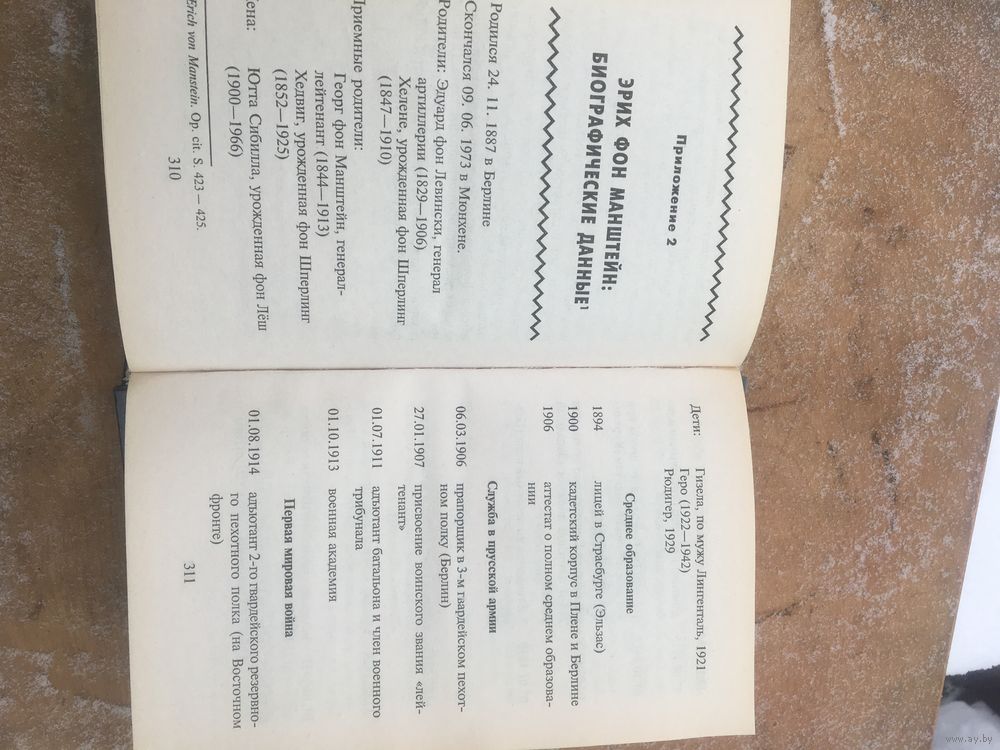 Приложение 2
ЭРИХ ФОН МАНШТЕЙН:
БИОГРАФИЧЕСКИЕ ДАННЫЕ¹
Родился 24. 11. 1887 в Берлине
Скончался 09. 06. 1973 в Мюнхене.
Родители: Эдуард фон Левински, генерал
артиллерии (1829—1906)
Хелене, урожденная фон Шперлинг
(1847—1910)
Приемные родители:
Георг фон Манштейн, генерал-
лейтенант (1844—1913)
Хедвиг, урожденная фон Шперлинг
(1852—1925)
Жена: Ютта Сибилла, урожденная фон Лёш
(1900—1966)
Erich von Manstein. Op. cit. S. 423 — 425.
310
Дети: Гизела, по мужу Лингенталь, 1921
Геро (1922—1942)
Рюдигер, 1929
Среднее образование
1894 лицей в Страсбурге (Эльзас)
1900 кадетский корпус в Плене и Берлине
1906 аттестат о полном среднем образова-
нии
Служба в прусской армии
06.03.1906 прапорщик в 3-м гвардейском пехот-
ном полку (Берлин)
27.01.1907 присвоение воинского звания «лей-
тенант»
01.07.1911 адъютант батальона и член военного
трибунала
01.10.1913 военная академия
Первая мировая война
01.08.1914 адъютант 2-го гвардейского резервно-
го пехотного полка (на Восточном
фронте)
311
www.ay.by